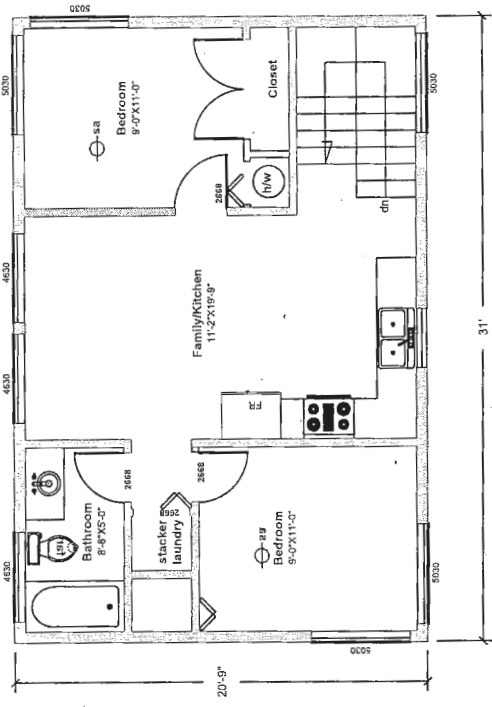 5030
5030
sa
Bedroom
9'-0"X11'-0"
Closet
5030
2668
h/w
dn
4630
4630
Family/Kitchen
11'-2"X19'-9"
FR
31'
4630
Bathroom
8'-8"X5'-0"
2668
2668
2668
stacker
laundry
sa
Bedroom
9'-0"X11'-0"
5030
5030
20'-9"